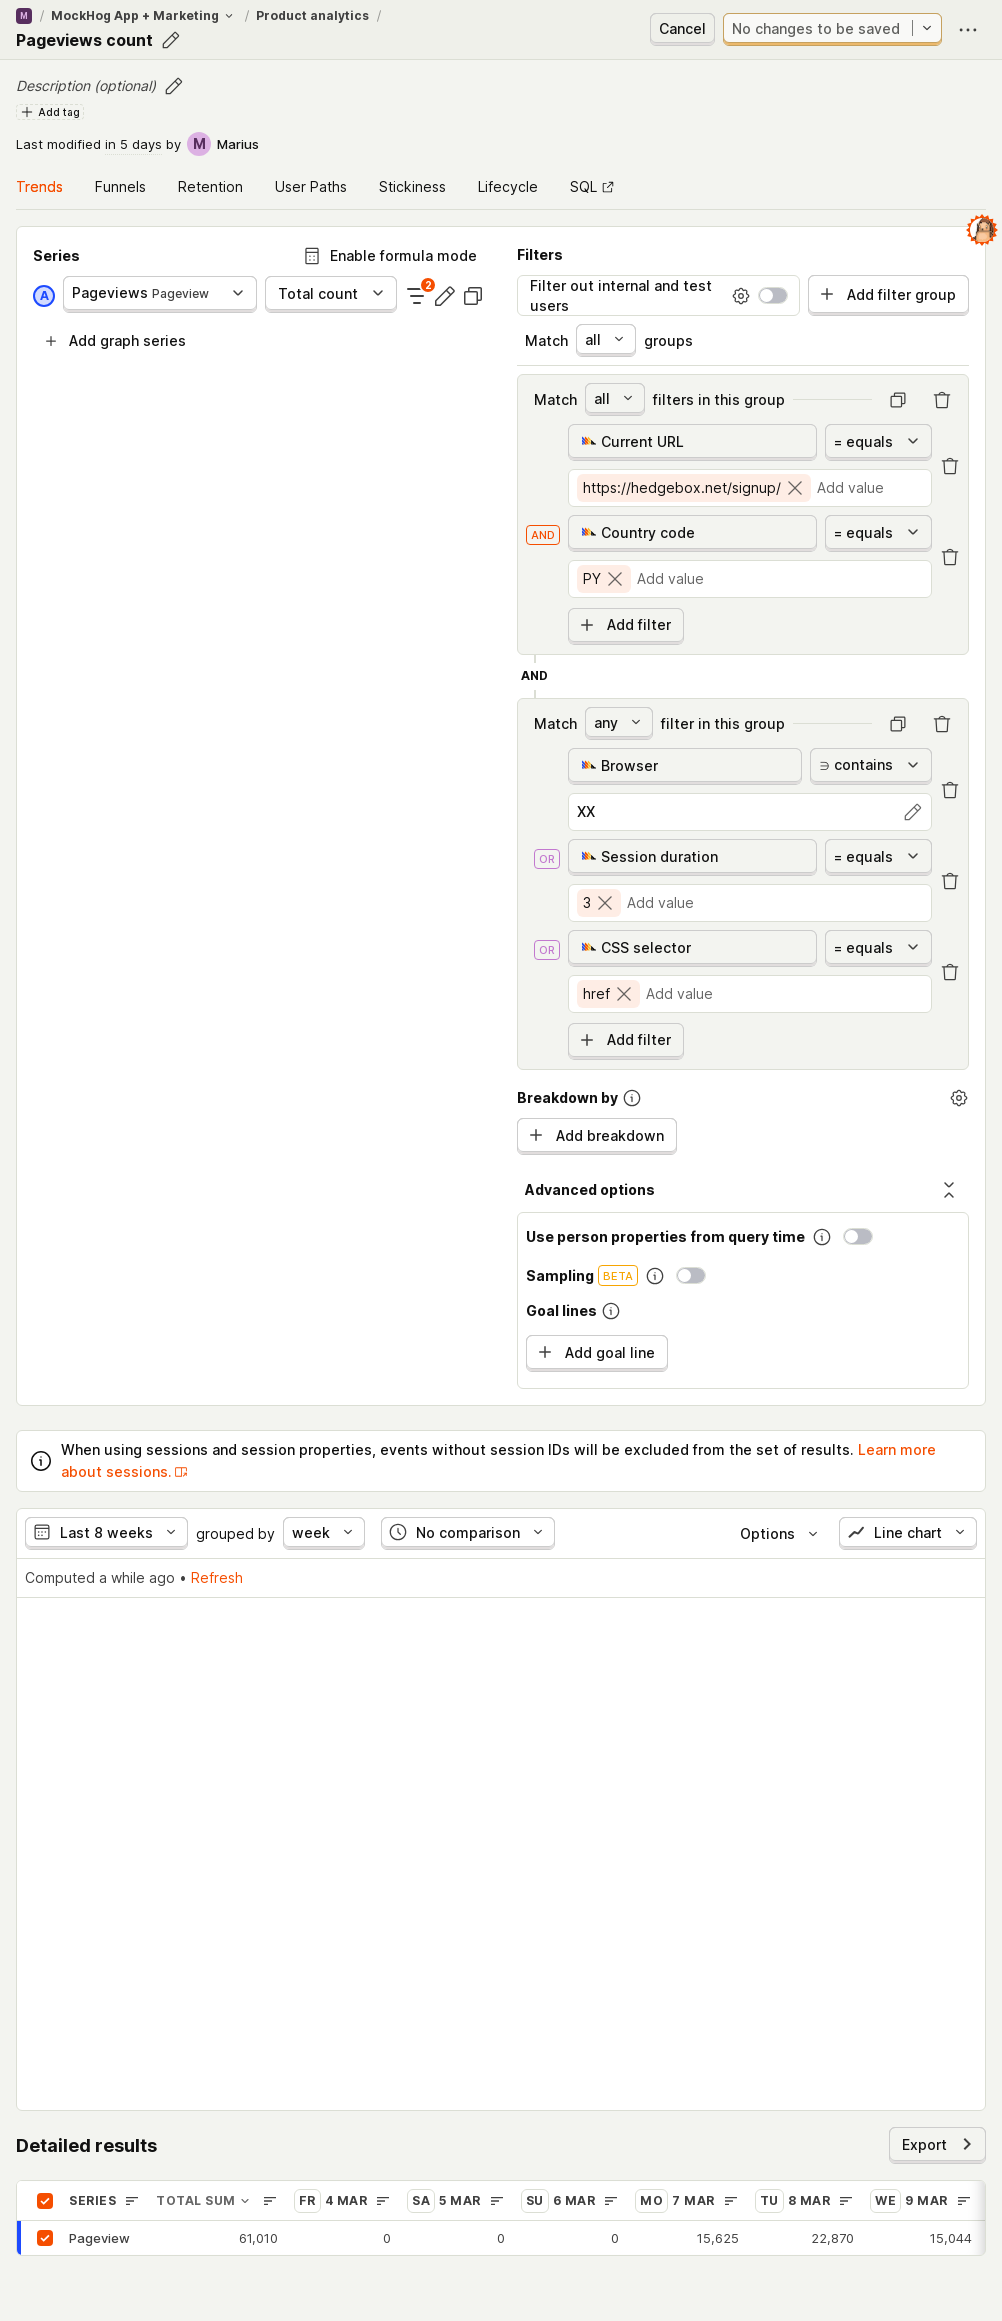 M / MockHog App + Marketing / Product analytics /
Pageviews count
Cancel
No changes to be saved
Description (optional)
Add tag
Last modified in 5 days by M Marius
Trends Funnels Retention User Paths Stickiness Lifecycle SQL
Series
Enable formula mode
A Pageviews Pageview Total count 2
Add graph series
Filters
Filter out internal and test
users
Add filter group
Match all groups
Match all filters in this group
Current URL = equals
https://hedgebox.net/signup/ Add value
AND Country code = equals
PY Add value
Add filter
AND
Match any filter in this group
Browser ∋ contains
XX
OR Session duration = equals
3 Add value
OR CSS selector = equals
href Add value
Add filter
Breakdown by
Add breakdown
Advanced options
Use person properties from query time
Sampling BETA
Goal lines
Add goal line
When using sessions and session properties, events without session IDs will be excluded from the set of results. Learn more
about sessions.
Last 8 weeks grouped by week No comparison Options Line chart
Computed a while ago • Refresh
Detailed results
Export
SERIES TOTAL SUM FR 4 MAR SA 5 MAR SU 6 MAR MO 7 MAR TU 8 MAR WE 9 MAR
Pageview 61,010 0 0 0 15,625 22,870 15,044